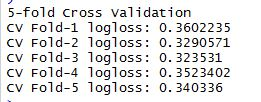 5-fold Cross Validation
CV Fold-1 logloss: 0.3602235
CV Fold-2 logloss: 0.3290571
CV Fold-3 logloss: 0.323531
CV Fold-4 logloss: 0.3523402
CV Fold-5 logloss: 0.340336